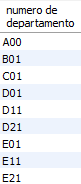 numero de
departamento
A00
B01
C01
D01
D11
D21
E01
E11
E21